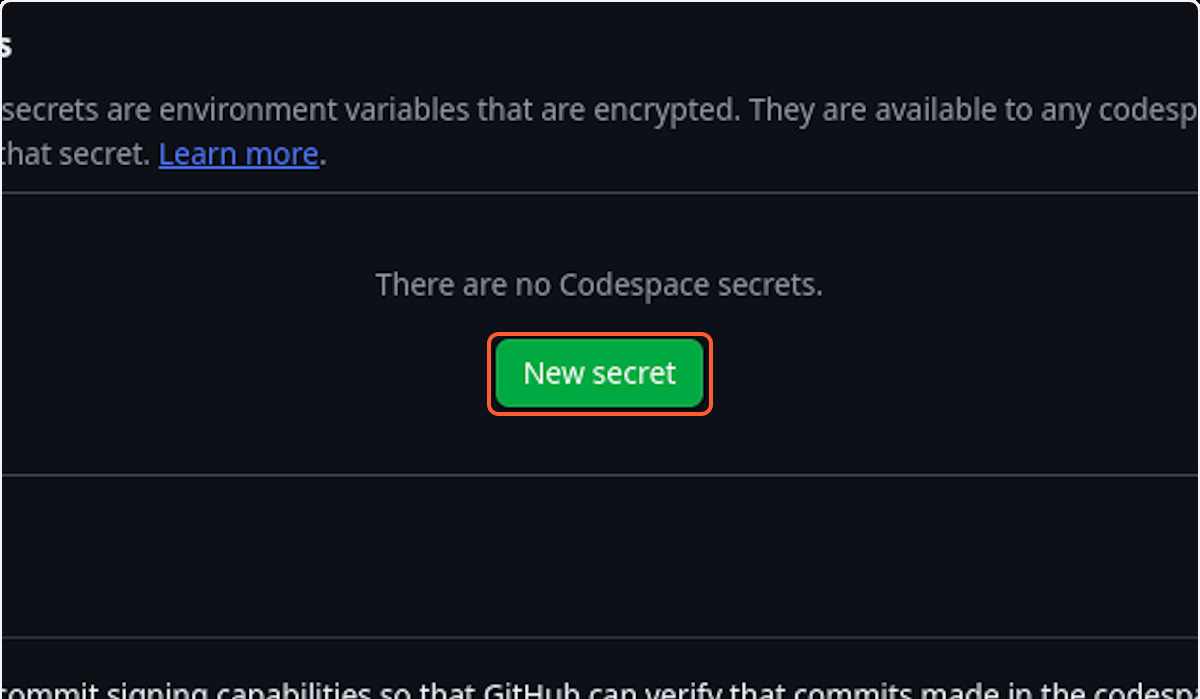 s
secrets are environment variables that are encrypted. They are available to any codesp
that secret. Learn more.
There are no Codespace secrets.
New secret
commit signing capabilities so that GitHub can verify that commits made in the codesp